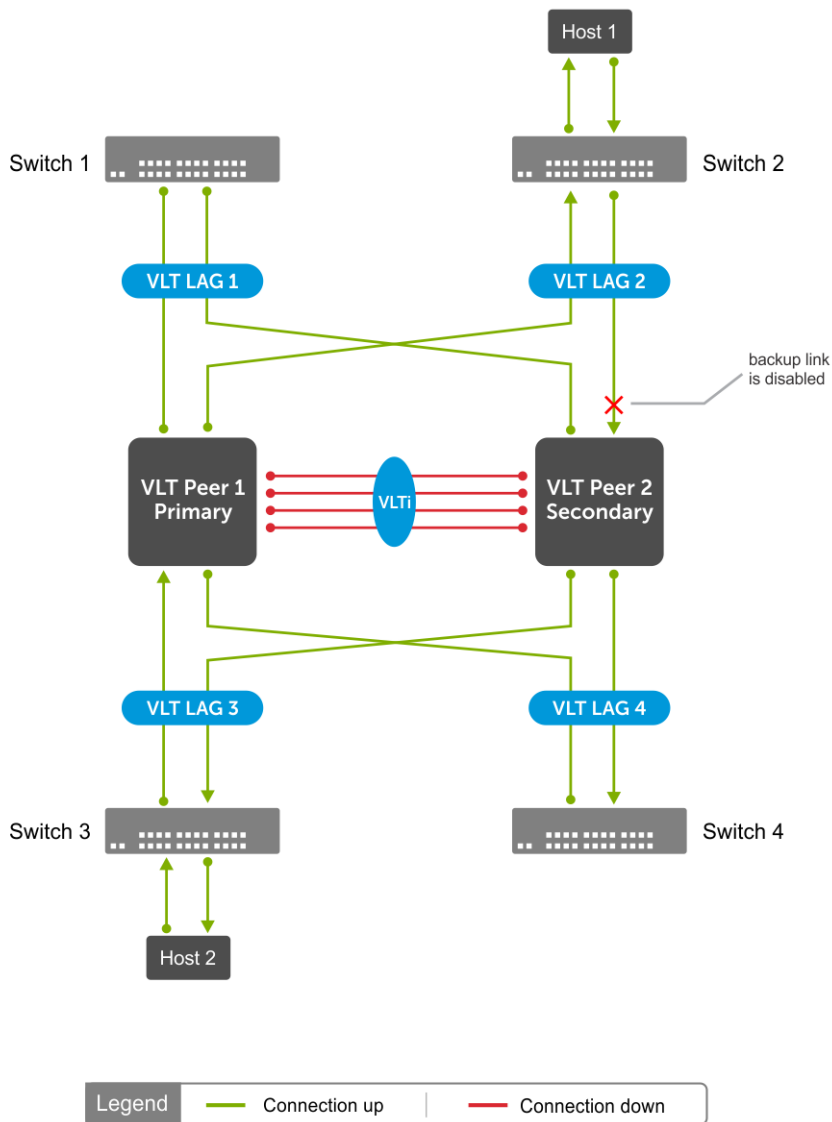 Host 1
Switch 1
Switch 2
VLT LAG 1
VLT LAG 2
backup link
is disabled
VLT Peer 1
Primary
VLTi
VLT Peer 2
Secondary
VLT LAG 3
VLT LAG 4
Switch 3
Switch 4
Host 2
Legend
Connection up
Connection down